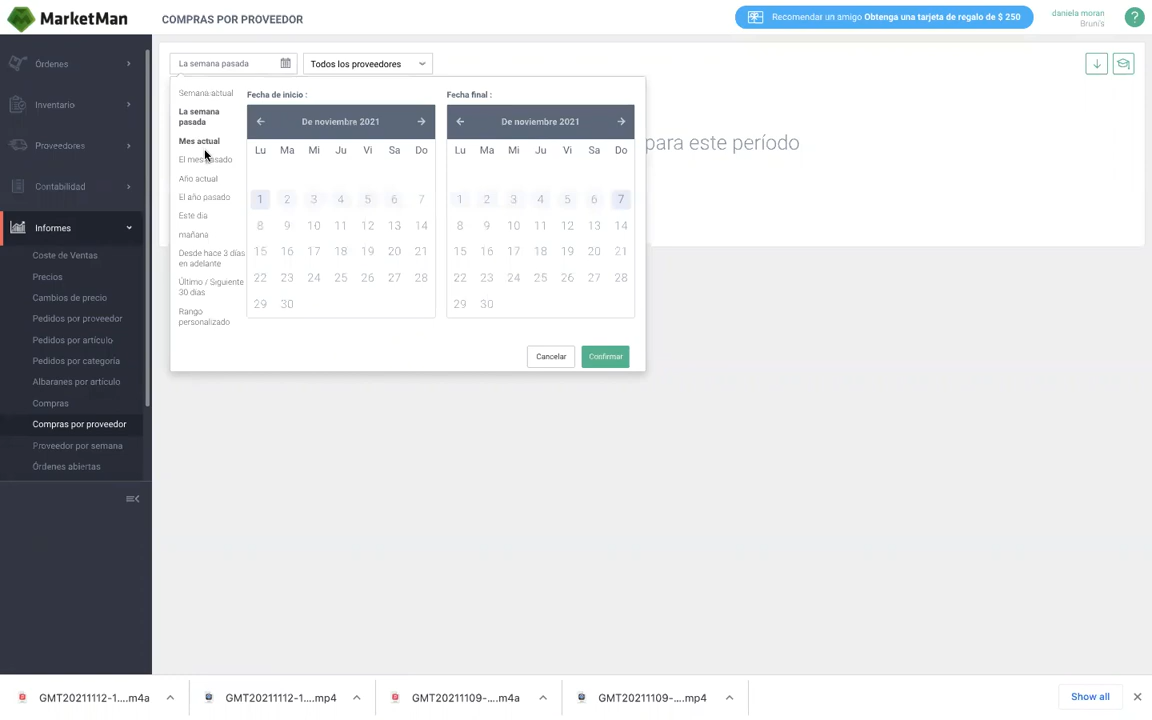 MarketMan
COMPRAS POR PROVEEDOR
Recomendar un amigo Obtenga una tarjeta de regalo de $ 250
daniela moran
Bruni's
?
Órdenes
Inventario
Proveedores
Contabilidad
Informes
Coste de Ventas
Precios
Cambios de precio
Pedidos por proveedor
Pedidos por artículo
Pedidos por categoría
Albaranes por artículo
Compras
Compras por proveedor
Proveedor por semana
Órdenes abiertas
La semana pasada
Todos los proveedores
para este período
Semana actual
La semana
pasada
Mes actual
El mes pasado
Año actual
El año pasado
Este dia
mañana
Desde hace 3 días
en adelante
Último / Siguiente
30 días
Rango
personalizado
Fecha de inicio :
De noviembre 2021
Lu Ma Mi Ju Vi Sa Do
1 2 3 4 5 6 7
8 9 10 11 12 13 14
15 16 17 18 19 20 21
22 23 24 25 26 27 28
29 30
Fecha final :
De noviembre 2021
Lu Ma Mi Ju Vi Sa Do
1 2 3 4 5 6 7
8 9 10 11 12 13 14
15 16 17 18 19 20 21
22 23 24 25 26 27 28
29 30
Cancelar
Confirmar
GMT20211112-1....m4a
GMT20211112-1....mp4
GMT20211109-....m4a
GMT20211109-....mp4
Show all